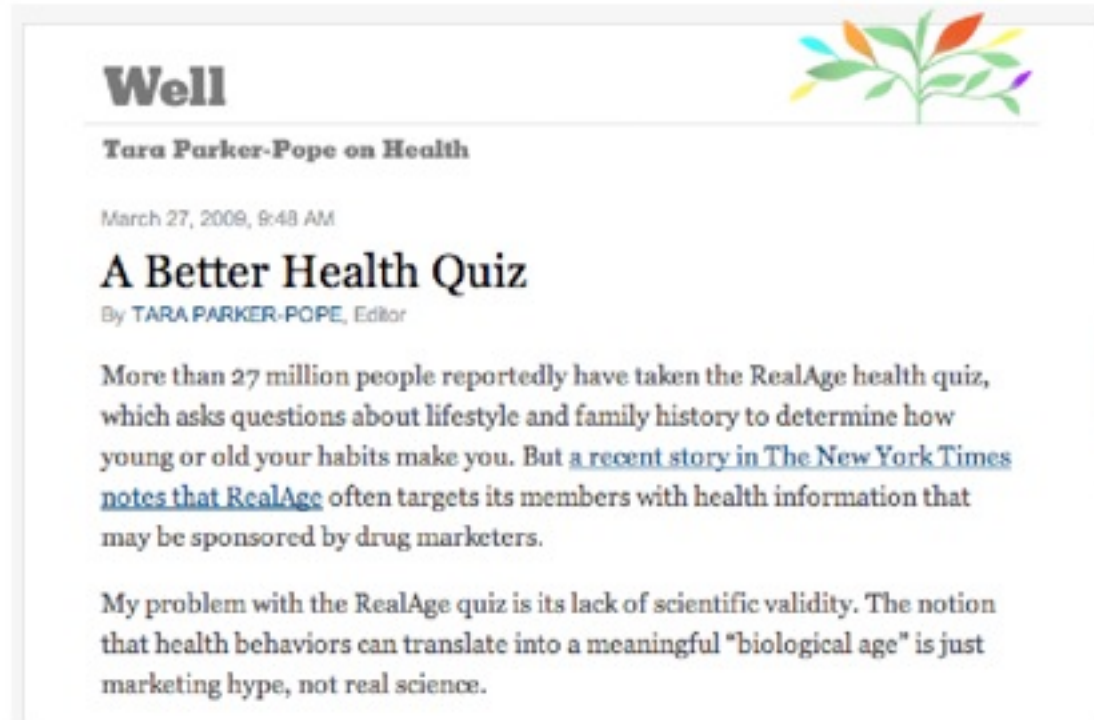 Well
Tara Parker-Pope on Health
March 27, 2009, 9:48 AM
A Better Health Quiz
By TARA PARKER-POPE, Editor
More than 27 million people reportedly have taken the RealAge health quiz,
which asks questions about lifestyle and family history to determine how
young or old your habits make you. But a recent story in The New York Times
notes that RealAge often targets its members with health information that
may be sponsored by drug marketers.
My problem with the RealAge quiz is its lack of scientific validity. The notion
that health behaviors can translate into a meaningful “biological age” is just
marketing hype, not real science.